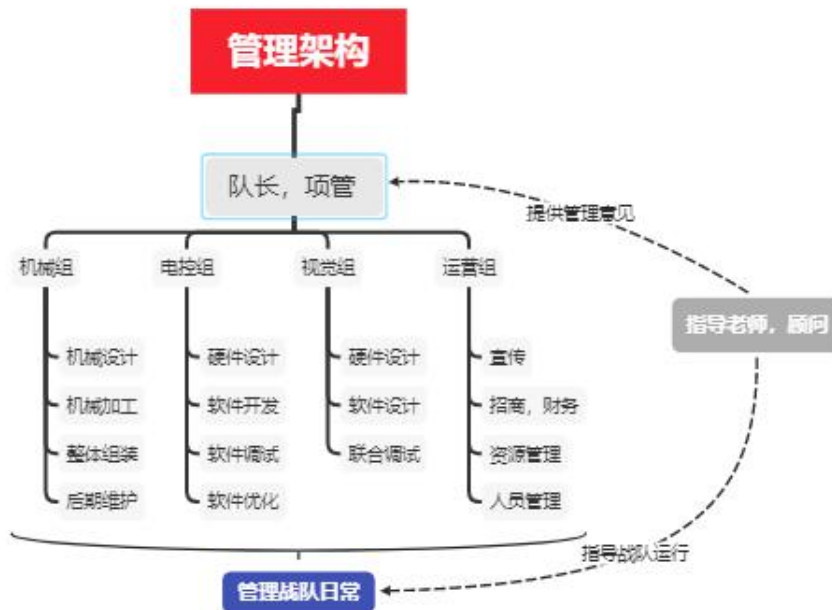 管理架构
队长，项管
提供管理意见
机械组
电控组
视觉组
运营组
指导老师，顾问
机械设计
硬件设计
硬件设计
宣传
机械加工
软件开发
软件设计
招商，财务
整体组装
软件调试
联合调试
资源管理
后期维护
软件优化
人员管理
指导战队运行
管理战队日常